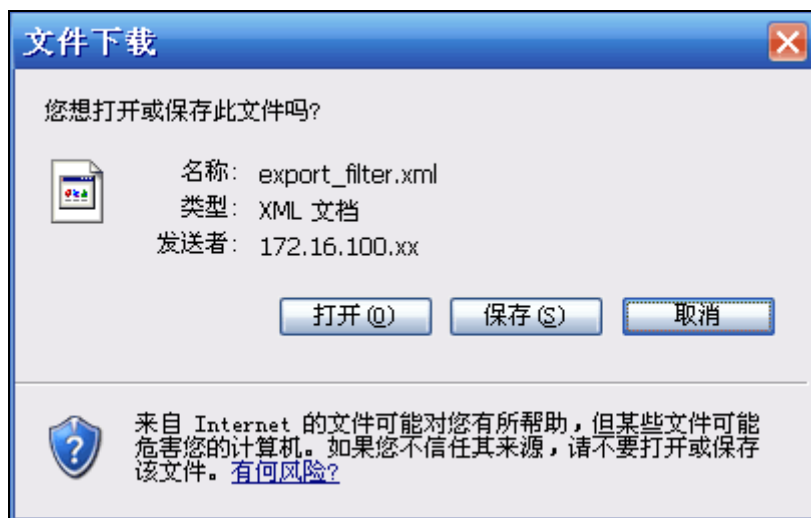 文件下载
您想打开或保存此文件吗?
名称: export_filter.xml
类型: XML 文档
发送者: 172.16.100.xx
打开(O) 保存(S) 取消
来自 Internet 的文件可能对您有所帮助，但某些文件可能
危害您的计算机。如果您不信任其来源，请不要打开或保存
该文件。有何风险?